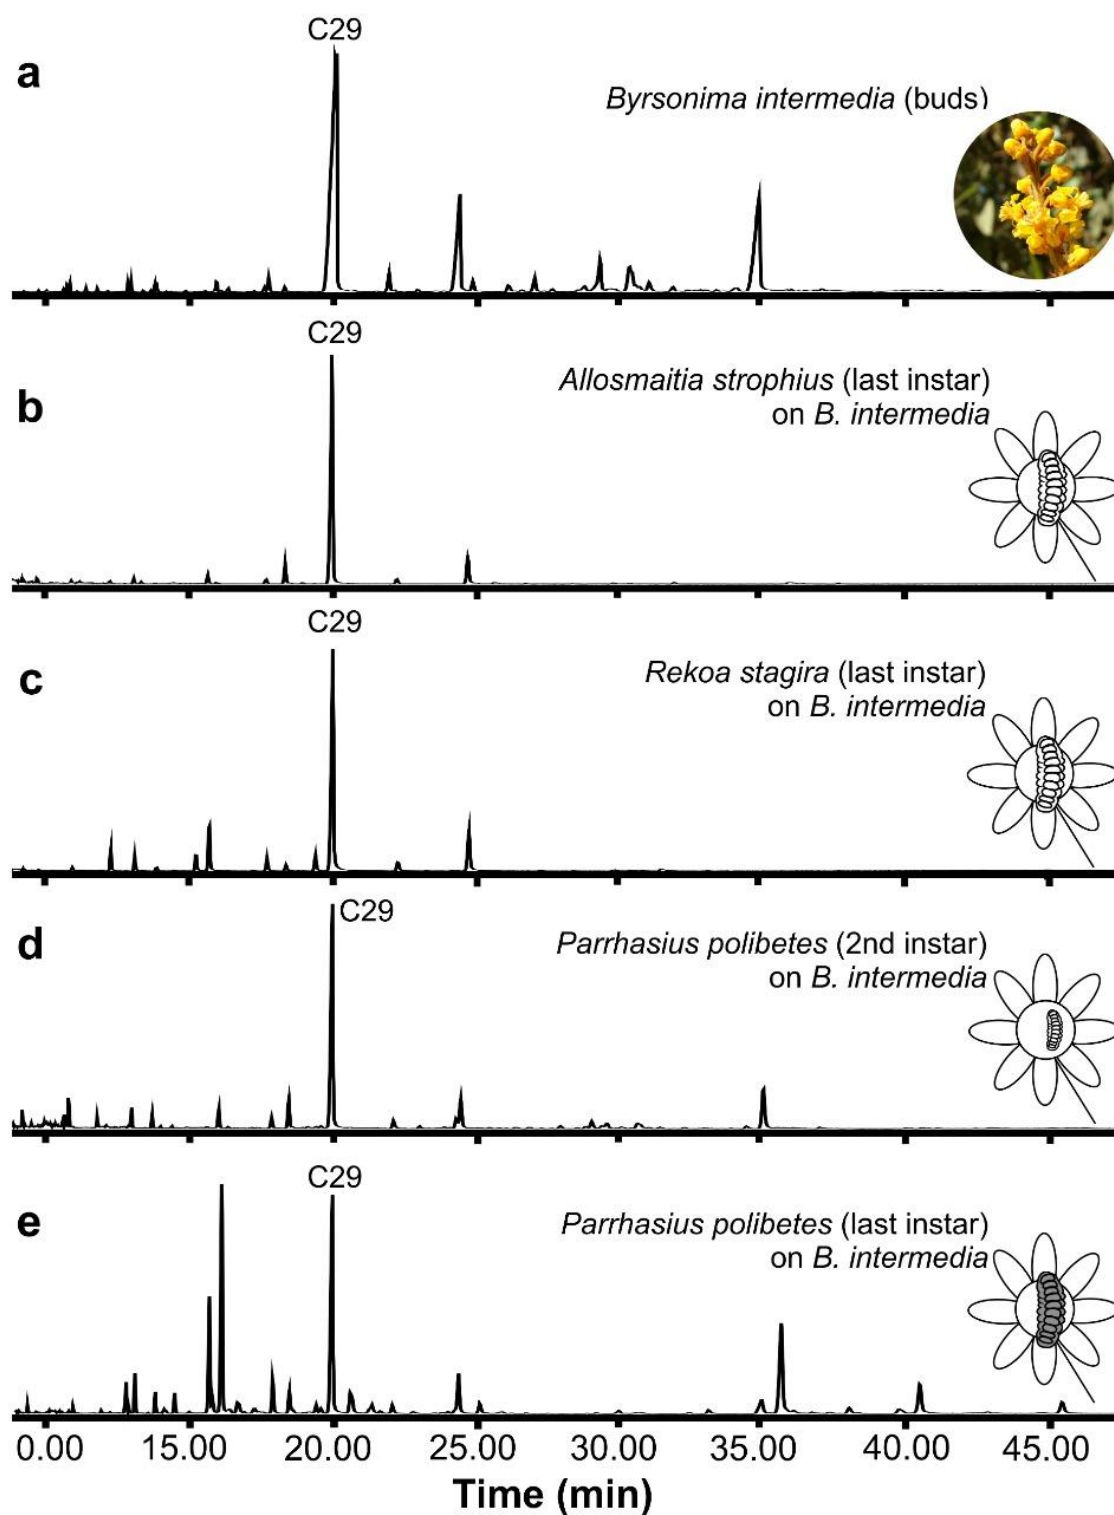 C29
a
Byrsonima intermedia (buds)
C29
b
Allosmaitia strophius (last instar)
on B. intermedia
C29
c
Rekoa stagira (last instar)
on B. intermedia
C29
d
Parrhasius polibetes (2nd instar)
on B. intermedia
C29
e
Parrhasius polibetes (last instar)
on B. intermedia
0.00 15.00 20.00 25.00 30.00 35.00 40.00 45.00
Time (min)